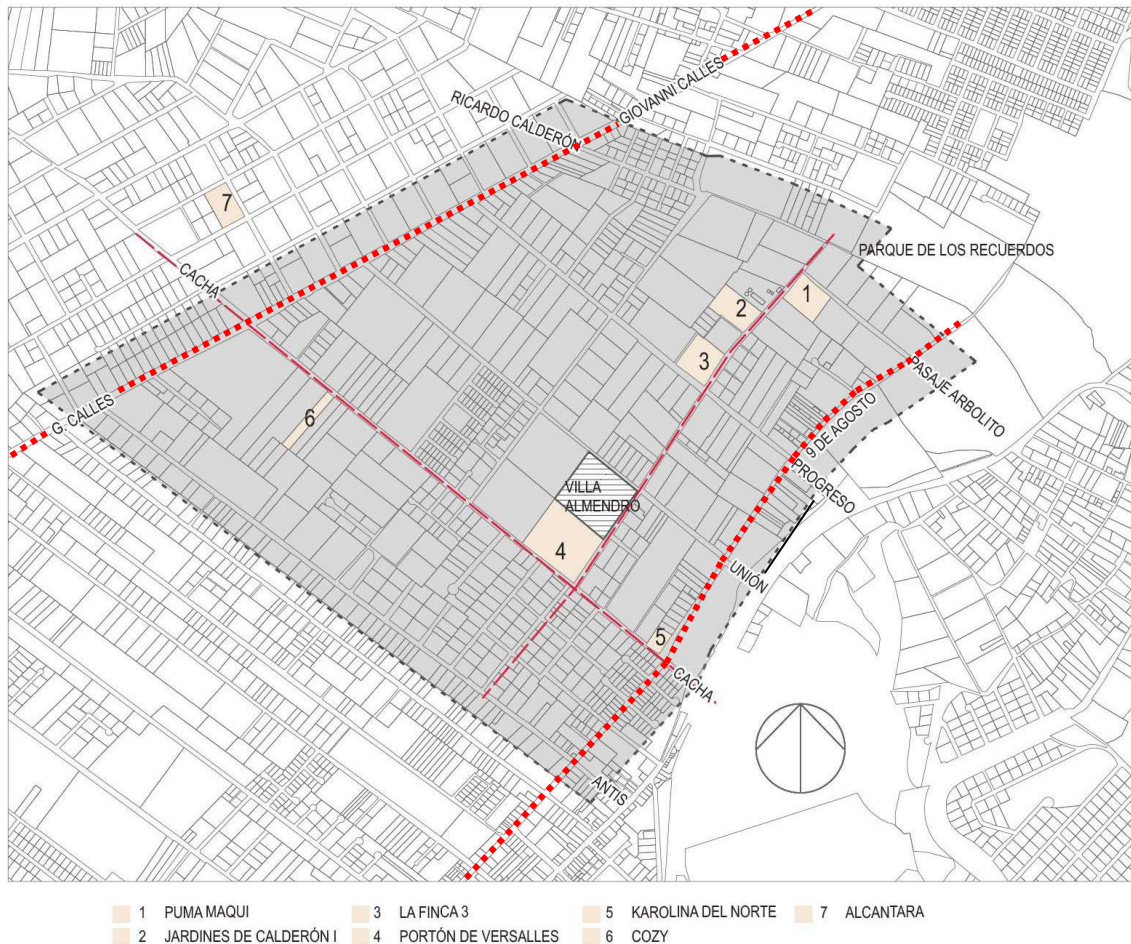 GIOVANNI CALLES
RICARDO CALDERÓN
7
PARQUE DE LOS RECUERDOS
CACHA
1
2
3
PASAJE ARBOLITO
G. CALLES
6
9 DE AGOSTO
PROGRESO
VILLA
ALMENDRO
4
UNIÓN
5
CACHA
ANTIS
1 PUMA MAQUI
2 JARDINES DE CALDERÓN I
3 LA FINCA 3
4 PORTÓN DE VERSALLES
5 KAROLINA DEL NORTE
6 COZY
7 ALCANTARA